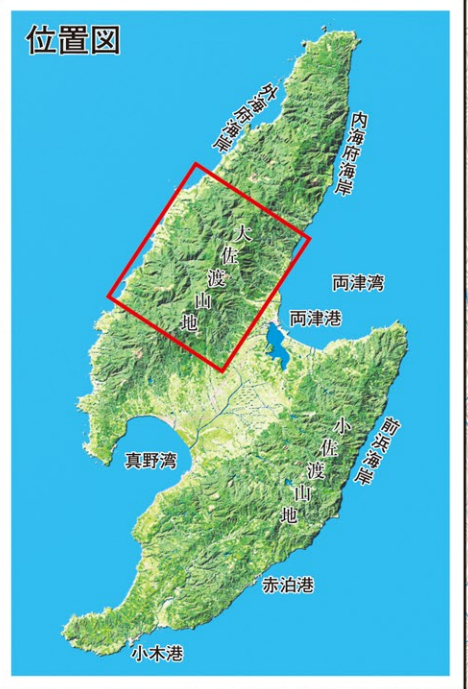 位置図
外海府海岸
内海府海岸
大佐渡山地
両津湾
両津港
真野湾
小佐渡山地
前浜海岸
赤泊港
小木港